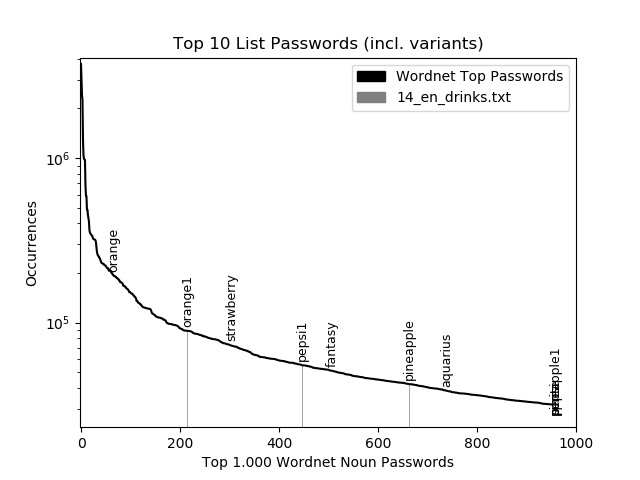 Top 10 List Passwords (incl. variants)
Wordnet Top Passwords
14_en_drinks.txt
Occurrences
10^6
10^5
orange
orange1
strawberry
pepsi1
fantasy
pineapple
aquarius
0 200 400 600 800 1000
Top 1.000 Wordnet Noun Passwords